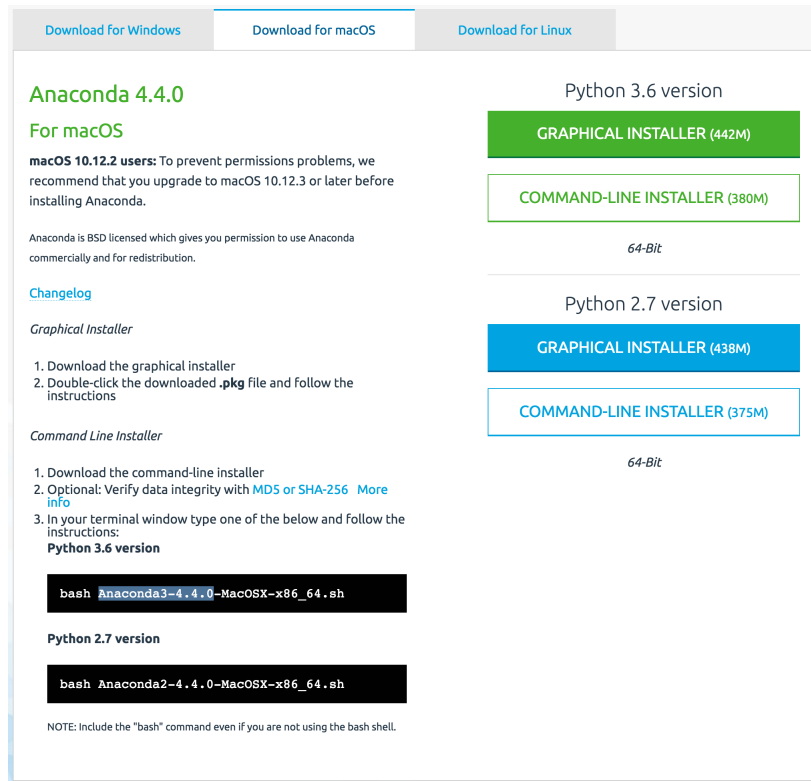 Download for Windows
Download for macOS
Download for Linux
Anaconda 4.4.0
For macOS
macOS 10.12.2 users: To prevent permissions problems, we
recommend that you upgrade to macOS 10.12.3 or later before
installing Anaconda.
Anaconda is BSD licensed which gives you permission to use Anaconda
commercially and for redistribution.
Changelog
Graphical Installer
1. Download the graphical installer
2. Double-click the downloaded .pkg file and follow the
instructions
Command Line Installer
1. Download the command-line installer
2. Optional: Verify data integrity with MD5 or SHA-256 More
info
3. In your terminal window type one of the below and follow the
instructions:
Python 3.6 version
bash Anaconda3-4.4.0-MacOSX-x86_64.sh
Python 2.7 version
bash Anaconda2-4.4.0-MacOSX-x86_64.sh
NOTE: Include the "bash" command even if you are not using the bash shell.
Python 3.6 version
GRAPHICAL INSTALLER (442M)
COMMAND-LINE INSTALLER (380M)
64-Bit
Python 2.7 version
GRAPHICAL INSTALLER (438M)
COMMAND-LINE INSTALLER (375M)
64-Bit